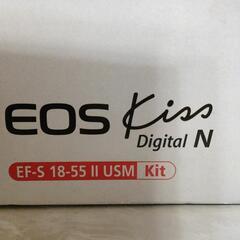 EOS Kiss
Digital N
EF-S 18-55 II USM Kit